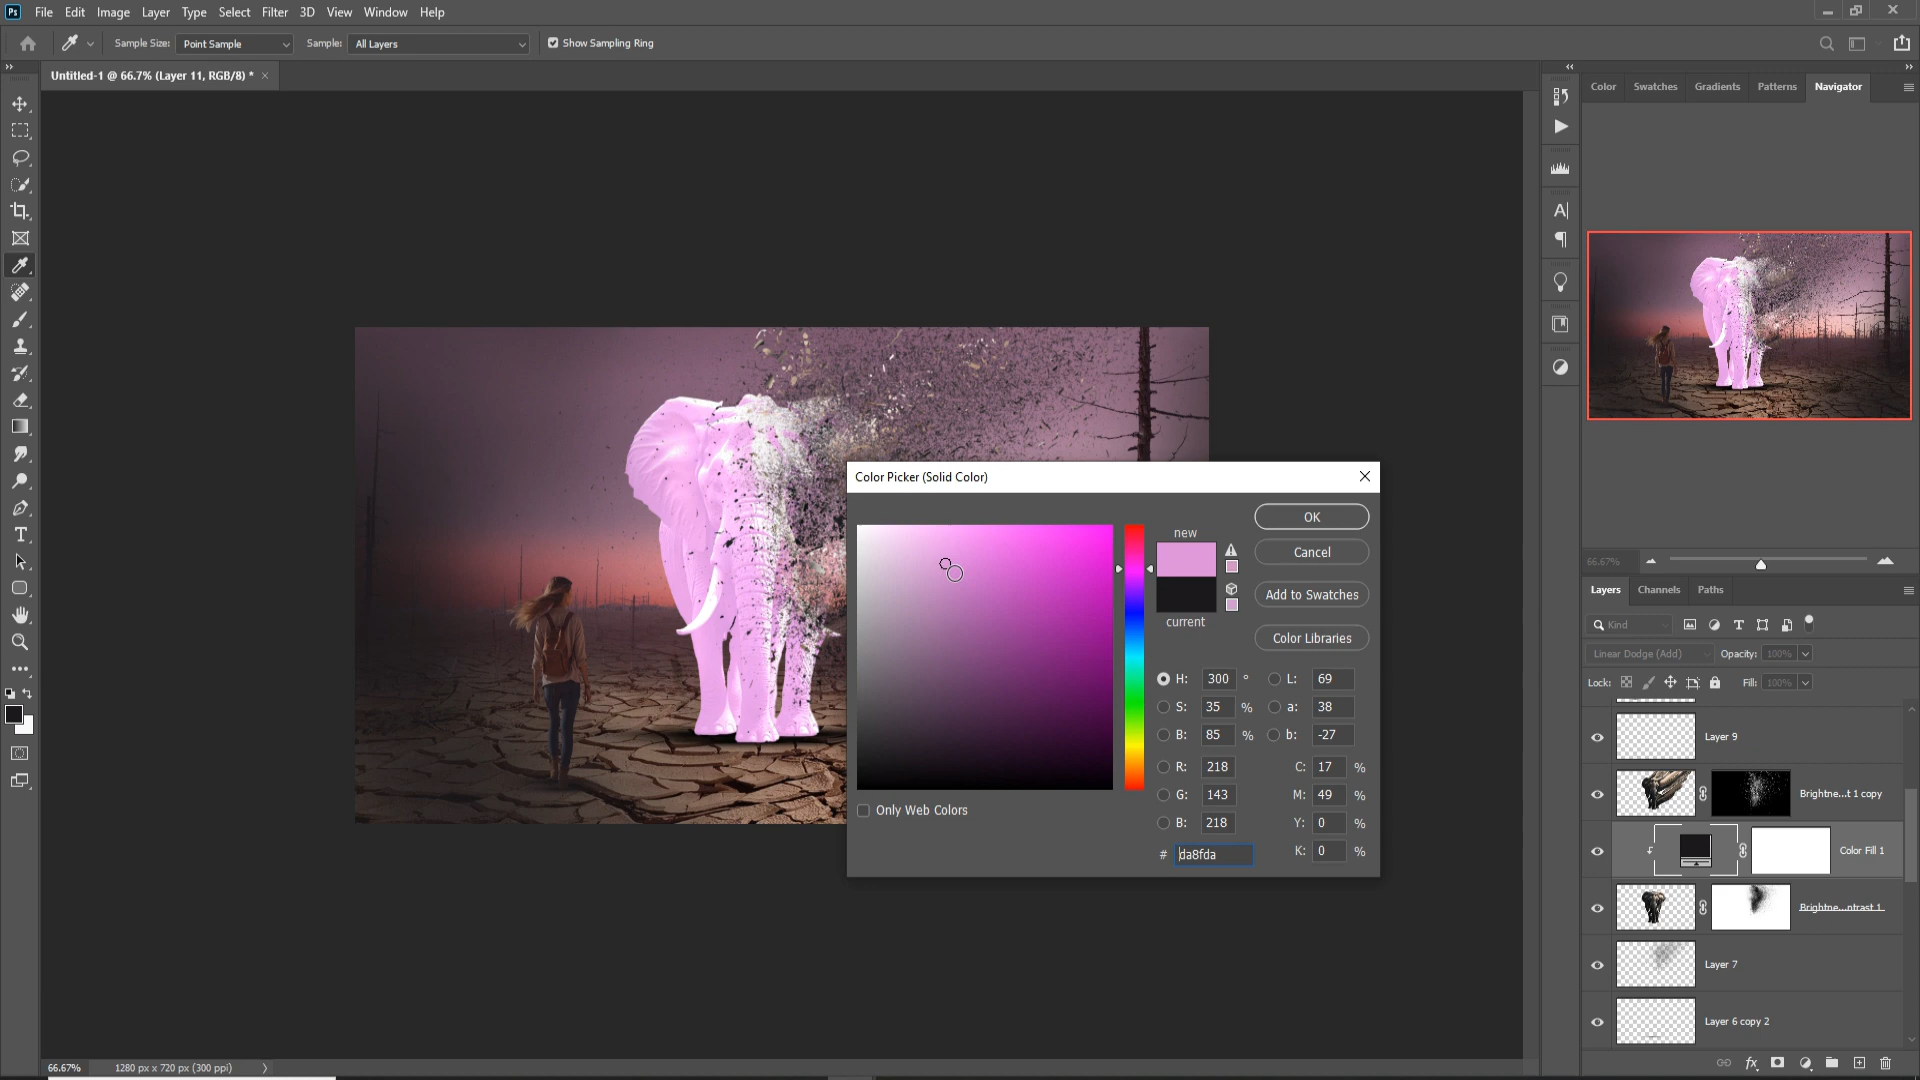 Ps File Edit Image Layer Type Select Filter 3D View Window Help
Sample Size: Point Sample Sample: All Layers Show Sampling Ring
Untitled-1 @ 66.7% (Layer 11, RGB/8) *
Color Swatches Gradients Patterns Navigator
Color Picker (Solid Color)
new
current
OK
Cancel
Add to Swatches
Color Libraries
H: 300 ° L: 69
S: 35 % a: 38
B: 85 % b: -27
R: 218 C: 17 %
G: 143 M: 49 %
B: 218 Y: 0 %
# da8fda K: 0 %
Only Web Colors
66.67%
Layers Channels Paths
Kind
Linear Dodge (Add) Opacity: 100%
Lock: Fill: 100%
Layer 9
Brightne...t 1 copy
Color Fill 1
Brightne...ntrast 1
Layer 7
Layer 6 copy 2
66.67% 1280 px x 720 px (300 ppi)